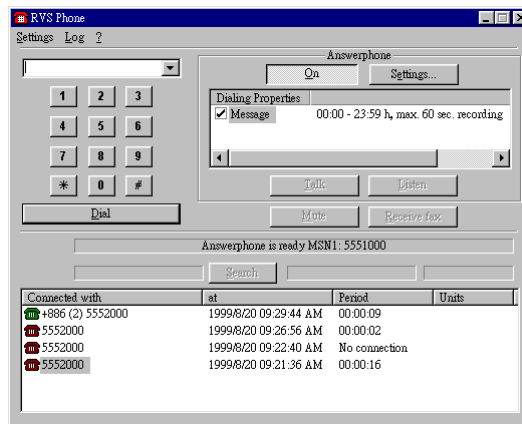 RVS Phone
Settings Log ?
Answerphone
On Settings...
1 2 3
Dialing Properties
Message 00:00 - 23:59 h, max. 60 sec. recording
4 5 6
7 8 9
* 0 #
Talk Listen
Dial
Mute Receive fax
Answerphone is ready MSN1: 5551000
Search
Connected with at Period Units
+886 (2) 5552000 1999/8/20 09:29:44 AM 00:00:09
5552000 1999/8/20 09:26:56 AM 00:00:02
5552000 1999/8/20 09:22:40 AM No connection
5552000 1999/8/20 09:21:36 AM 00:00:16